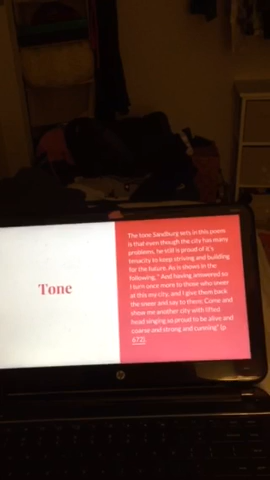 Tone
The tone Sandburg sets in this poem
is that even though the city has many
problems, he still is proud of it's
tenacity to keep striving and building
for the future. As is shown in the
following, " And having answered so
I turn once more to those who sneer
at this my city, and I give them back
the sneer and say to them: Come and
show me another city with lifted
head singing so proud to be alive and
coarse and strong and cunning" (p
472).
hp